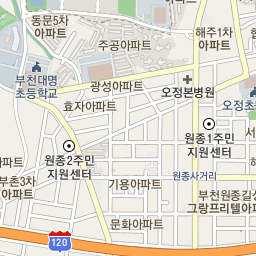 동문5차
아파트
해주1차
아파트
주공아파트
부천대명
초등학교
광성아파트
오정본병원
효자아파트
오정초
원종1주민
지원센터
원종2주민
지원센터
원종사거리
부촌3차
아파트
기용아파트
부천원종길성
그랑프리텔아파트
문화아파트
120